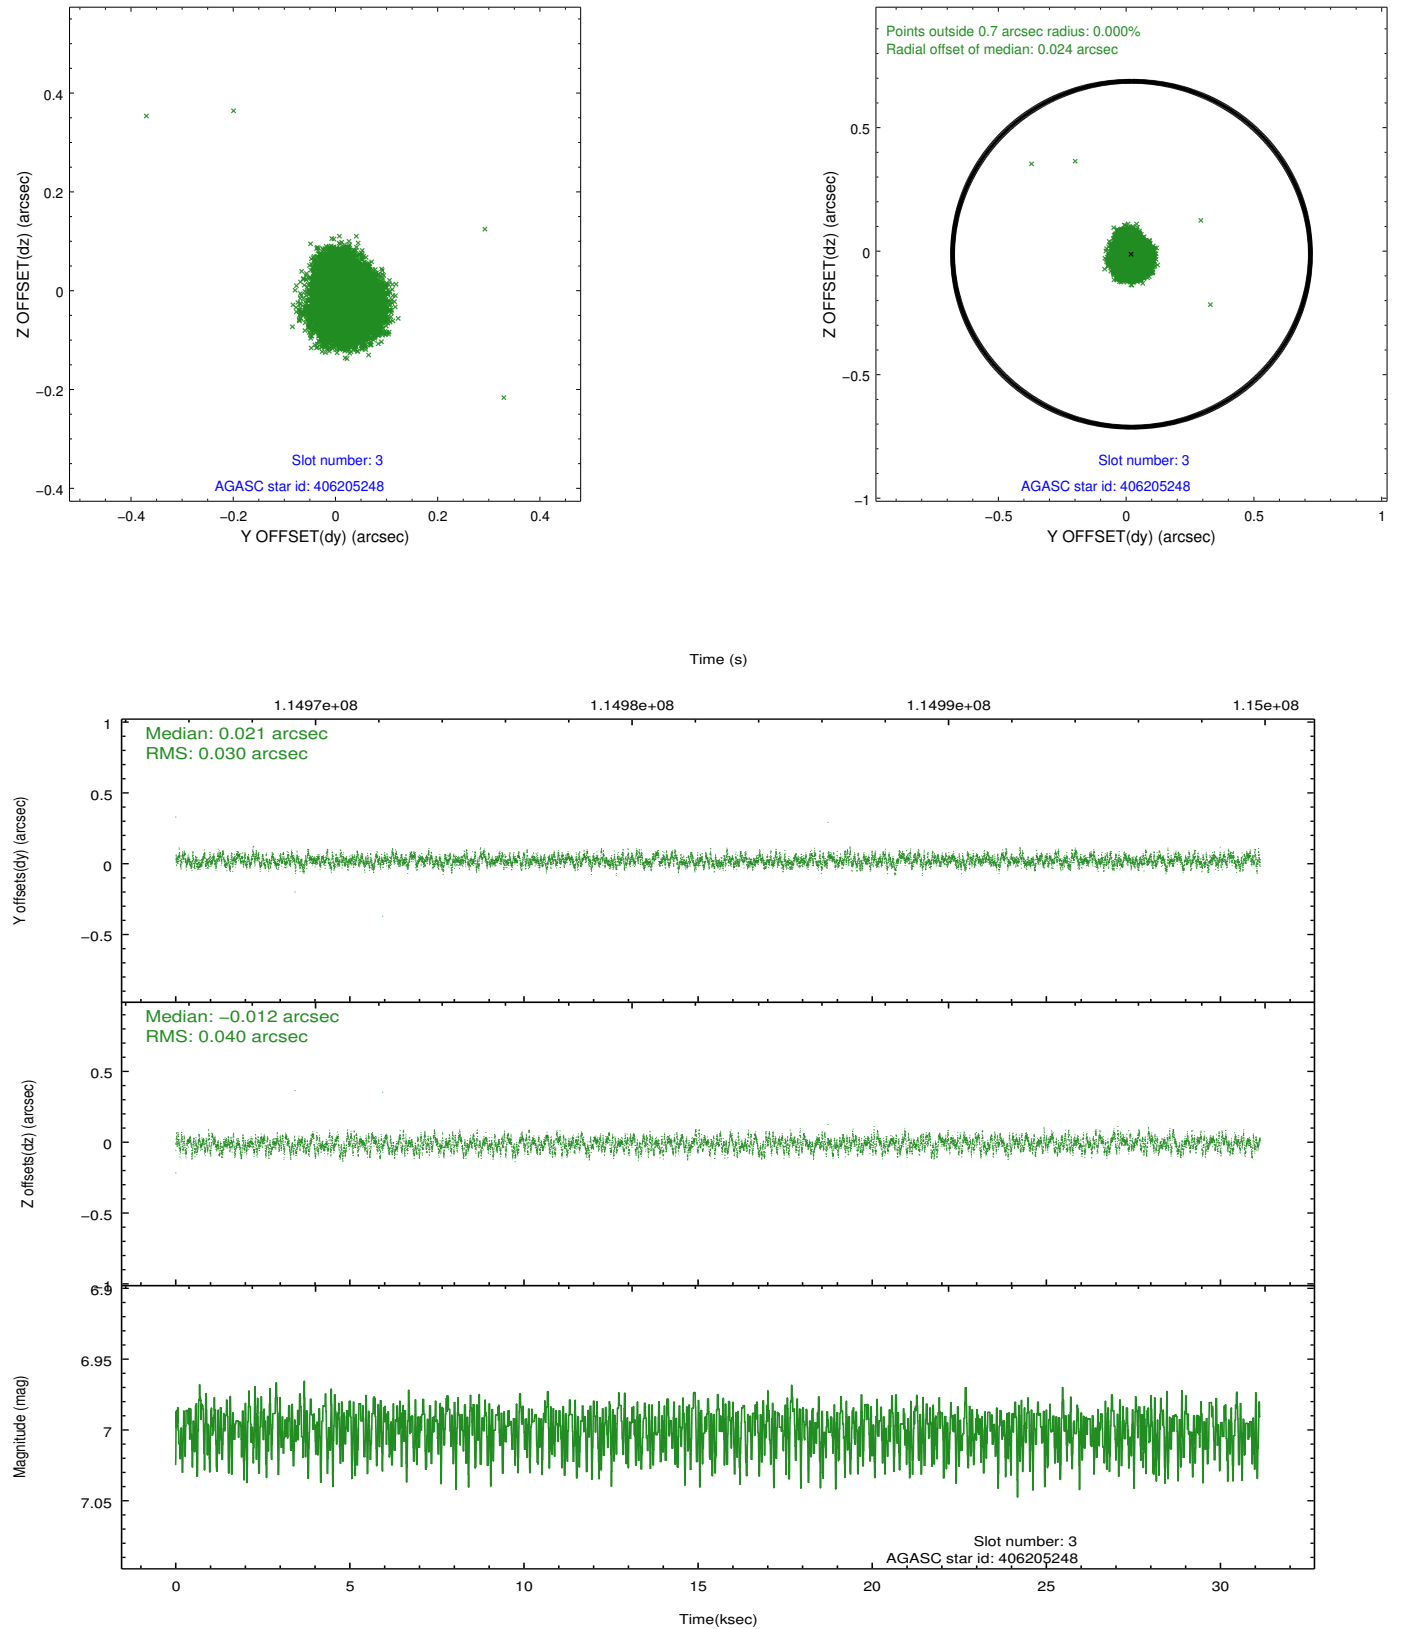 0.4
0.2
0
−0.2
−0.4
Z OFFSET(dz) (arcsec)
Slot number: 3
AGASC star id: 406205248
−0.4 −0.2 0 0.2 0.4
Y OFFSET(dy) (arcsec)
Points outside 0.7 arcsec radius: 0.000%
Radial offset of median: 0.024 arcsec
0.5
0
−0.5
−1
Z OFFSET(dz) (arcsec)
Slot number: 3
AGASC star id: 406205248
−0.5 0 0.5 1
Y OFFSET(dy) (arcsec)
Time (s)
1.1497e+08 1.1498e+08 1.1499e+08 1.15e+08
Median: 0.021 arcsec
RMS: 0.030 arcsec
1
0.5
0
−0.5
Y offsets(dy) (arcsec)
Median: −0.012 arcsec
RMS: 0.040 arcsec
0.5
0
−0.5
−1
Z offsets(dz) (arcsec)
6.9
6.95
7
7.05
Magnitude (mag)
Slot number: 3
AGASC star id: 406205248
0 5 10 15 20 25 30
Time(ksec)